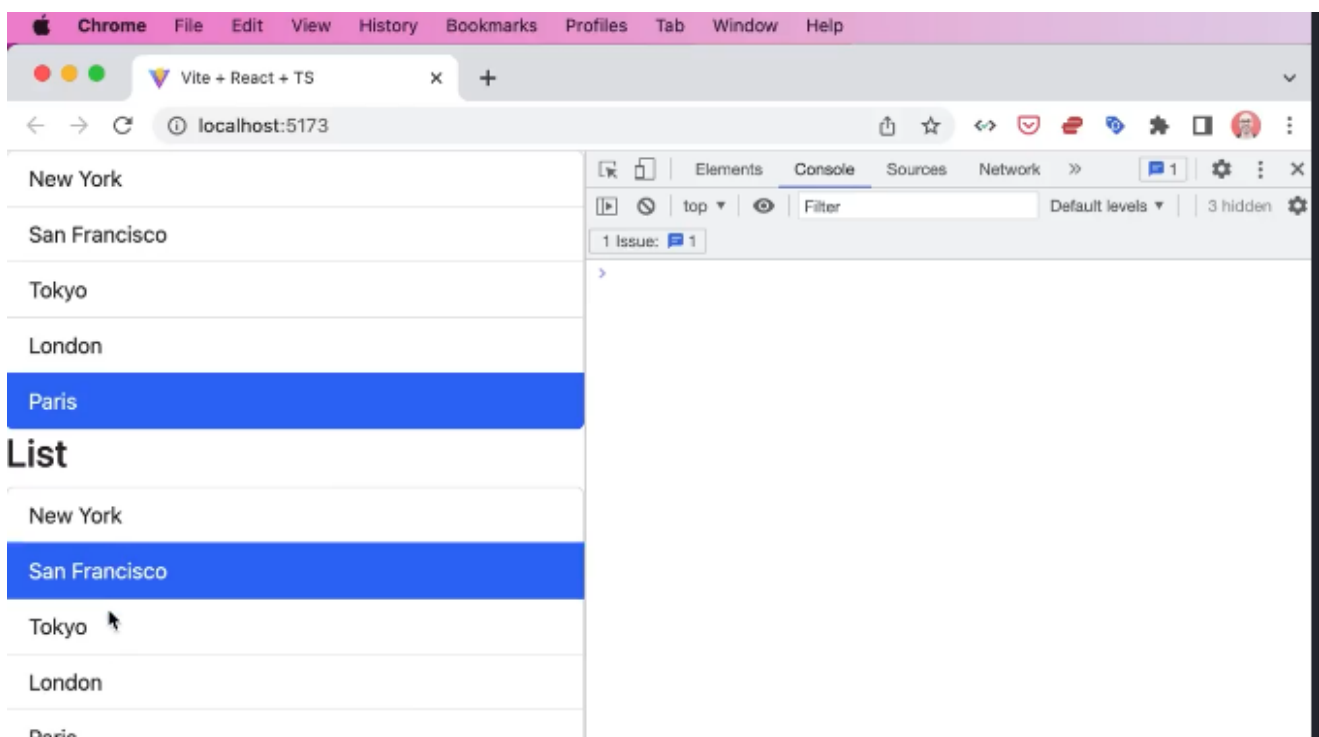 Chrome File Edit View History Bookmarks Profiles Tab Window Help
Vite + React + TS
localhost:5173
Elements Console Sources Network 1
top Filter Default levels 3 hidden
1 Issue: 1
New York
San Francisco
Tokyo
London
Paris
List
New York
San Francisco
Tokyo
London
Paris